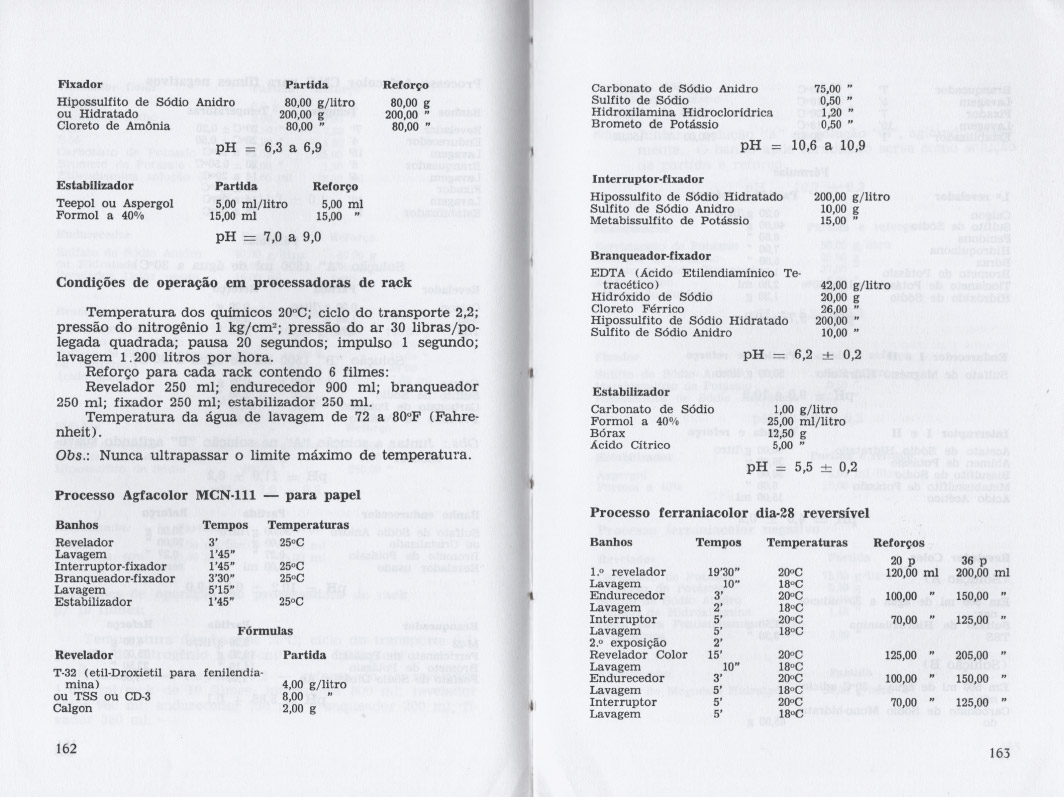 Fixador Partida Reforço
Hipossulfito de Sódio Anidro 80,00 g/litro 80,00 g
ou Hidratado 200,00 g 200,00 "
Cloreto de Amônia 80,00 " 80,00 "
pH = 6,3 a 6,9
Estabilizador Partida Reforço
Teepol ou Aspergol 5,00 ml/litro 5,00 ml
Formol a 40% 15,00 ml 15,00 "
pH = 7,0 a 9,0
Condições de operação em processadoras de rack
Temperatura dos químicos 20ºC; ciclo do transporte 2,2;
pressão do nitrogênio 1 kg/cm²; pressão do ar 30 libras/po-
legada quadrada; pausa 20 segundos; impulso 1 segundo;
lavagem 1.200 litros por hora.
Reforço para cada rack contendo 6 filmes:
Revelador 250 ml; endurecedor 900 ml; branqueador
250 ml; fixador 250 ml; estabilizador 250 ml.
Temperatura da água de lavagem de 72 a 80ºF (Fahre-
nheit).
Obs.: Nunca ultrapassar o limite máximo de temperatura.
Processo Agfacolor MCN-111 — para papel
Banhos Tempos Temperaturas
Revelador 3' 25ºC
Lavagem 1'45"
Interruptor-fixador 1'45" 25ºC
Branqueador-fixador 3'30" 25ºC
Lavagem 5'15"
Estabilizador 1'45" 25ºC
Fórmulas
Revelador Partida
T-32 (etil-Droxietil para fenilendia-
mina) 4,00 g/litro
ou TSS ou CD-3 8,00 "
Calgon 2,00 g
162
Carbonato de Sódio Anidro 75,00 "
Sulfito de Sódio 0,50 "
Hidroxilamina Hidroclorídrica 1,20 "
Brometo de Potássio 0,50 "
pH = 10,6 a 10,9
Interruptor-fixador
Hipossulfito de Sódio Hidratado 200,00 g/litro
Sulfito de Sódio Anidro 10,00 g
Metabissulfito de Potássio 15,00 "
Branqueador-fixador
EDTA (Ácido Etilendiamínico Te-
tracético) 42,00 g/litro
Hidróxido de Sódio 20,00 g
Cloreto Férrico 26,00 "
Hipossulfito de Sódio Hidratado 200,00 "
Sulfito de Sódio Anidro 10,00 "
pH = 6,2 ± 0,2
Estabilizador
Carbonato de Sódio 1,00 g/litro
Formol a 40% 25,00 ml/litro
Bórax 12,50 g
Ácido Cítrico 5,00 "
pH = 5,5 ± 0,2
Processo ferraniacolor dia-28 reversível
Banhos Tempos Temperaturas Reforços
20 p 36 p
1.º revelador 19'30" 20ºC 120,00 ml 200,00 ml
Lavagem 10" 18ºC
Endurecedor 3' 20ºC 100,00 " 150,00 "
Lavagem 2' 18ºC
Interruptor 5' 20ºC 70,00 " 125,00 "
Lavagem 5' 18ºC
2.º exposição 2'
Revelador Color 15' 20ºC 125,00 " 205,00 "
Lavagem 10" 18ºC
Endurecedor 3' 20ºC 100,00 " 150,00 "
Lavagem 5' 18ºC
Interruptor 5' 20ºC 70,00 " 125,00 "
Lavagem 5' 18ºC
163